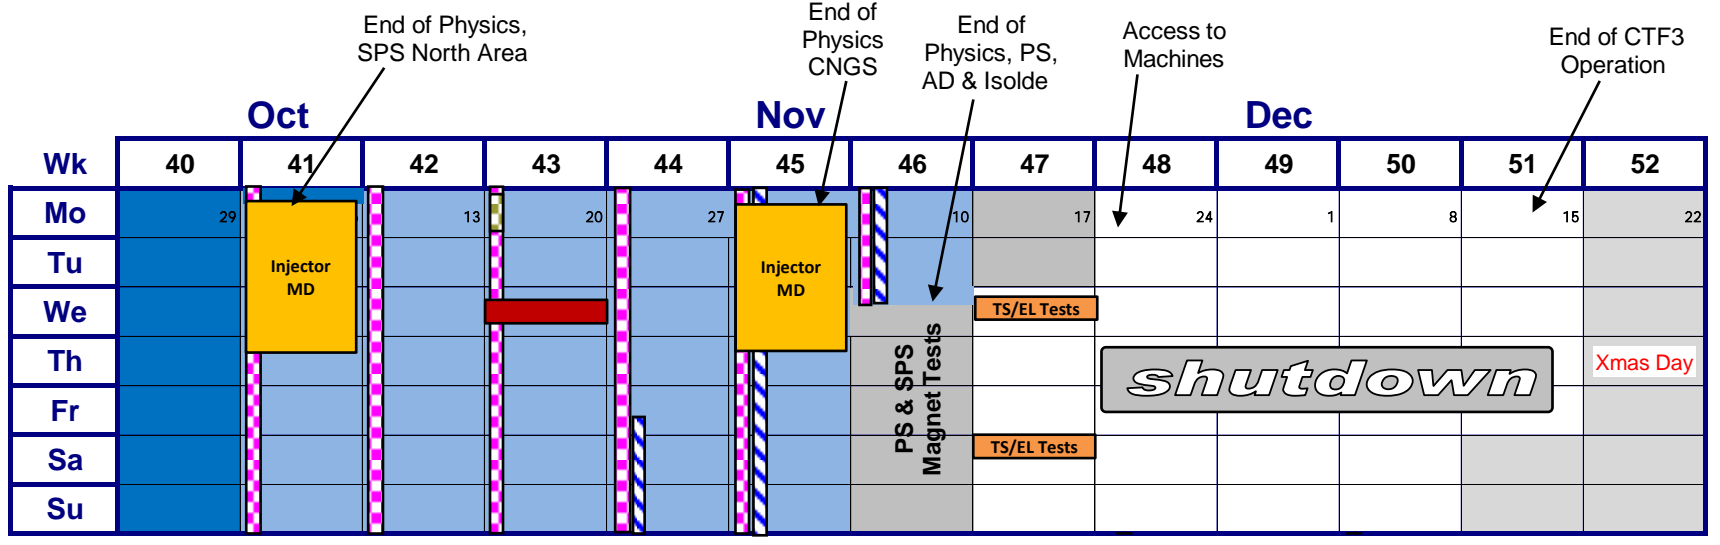 End of Physics,
SPS North Area
End of
Physics
CNGS
End of
Physics, PS,
AD & Isolde
Access to
Machines
End of CTF3
Operation
Oct
Nov
Dec
Wk 40 41 42 43 44 45 46 47 48 49 50 51 52
Mo 29 13 20 27 10 17 24 1 8 15 22
Tu
We
Th
Fr
Sa
Su
Injector
MD
Injector
MD
PS & SPS
Magnet Tests
TS/EL Tests
TS/EL Tests
shutdown
Xmas Day